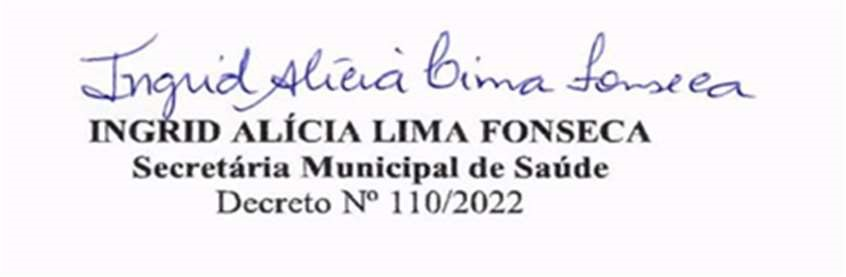 Ingrid Alícia Lima Fonseca
INGRID ALÍCIA LIMA FONSECA
Secretária Municipal de Saúde
Decreto Nº 110/2022